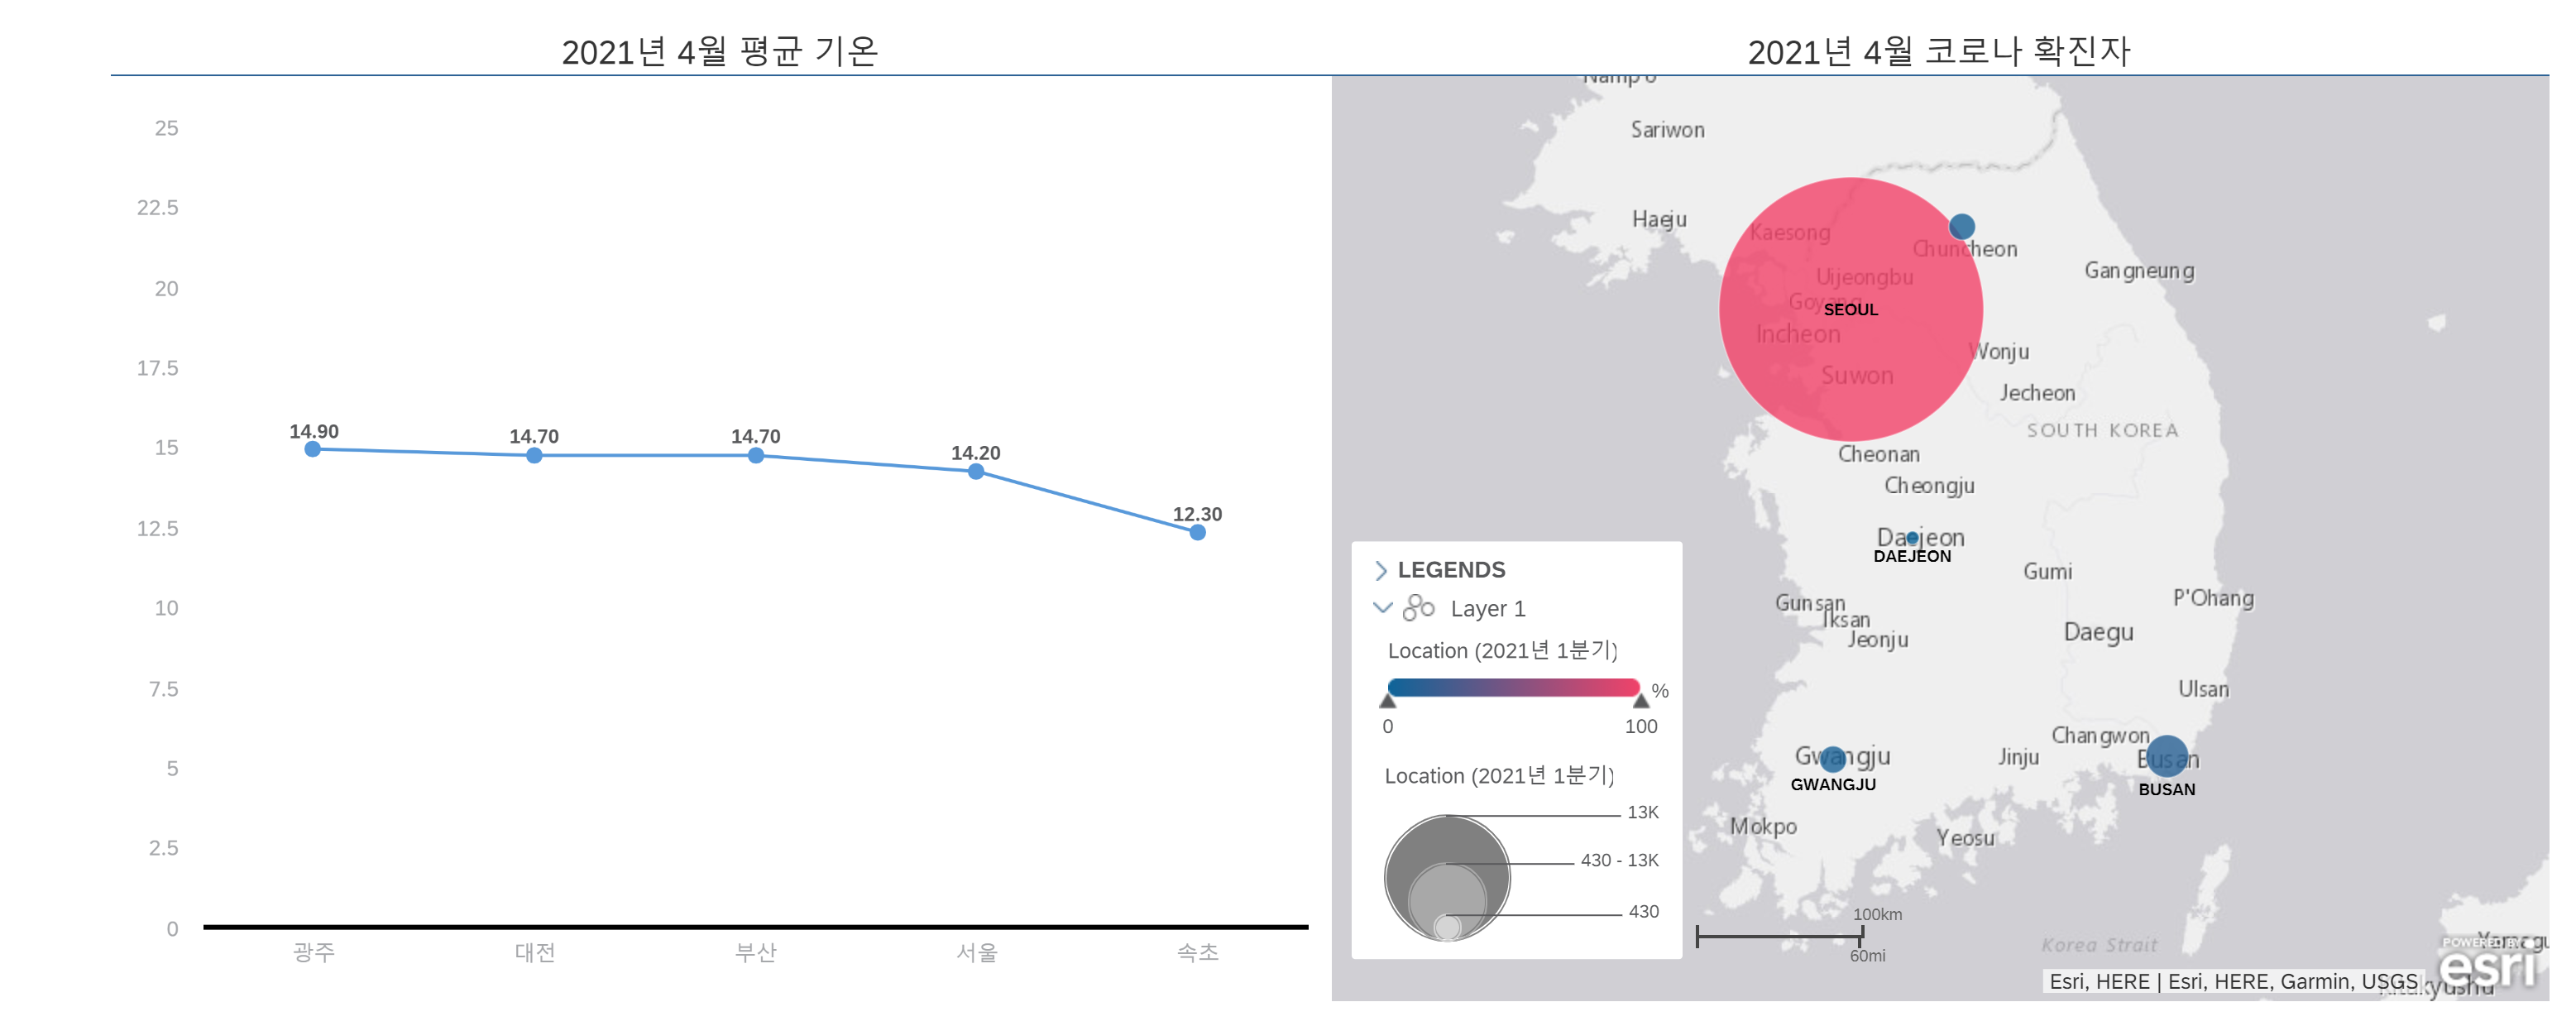 2021년 4월 평균 기온
25
22.5
20
17.5
15
12.5
10
7.5
5
2.5
0
14.90
14.70
14.70
14.20
12.30
광주
대전
부산
서울
속초
2021년 4월 코로나 확진자
Nampo
Sariwon
Haeju
Kaesong
Chuncheon
Gangneung
Uijeongbu
Goyang
SEOUL
Incheon
Wonju
Suwon
Jecheon
SOUTH KOREA
Cheonan
Cheongju
Daejeon
DAEJEON
Gumi
P'Ohang
Gunsan
Iksan
Jeonju
Daegu
Ulsan
Changwon
Gwangju
Jinju
Busan
GWANGJU
BUSAN
Mokpo
Yeosu
Korea Strait
LEGENDS
Layer 1
Location (2021년 1분기)
%
0
100
Location (2021년 1분기)
13K
430 - 13K
430
100km
60mi
POWERED BY
esri
Esri, HERE | Esri, HERE, Garmin, USGS